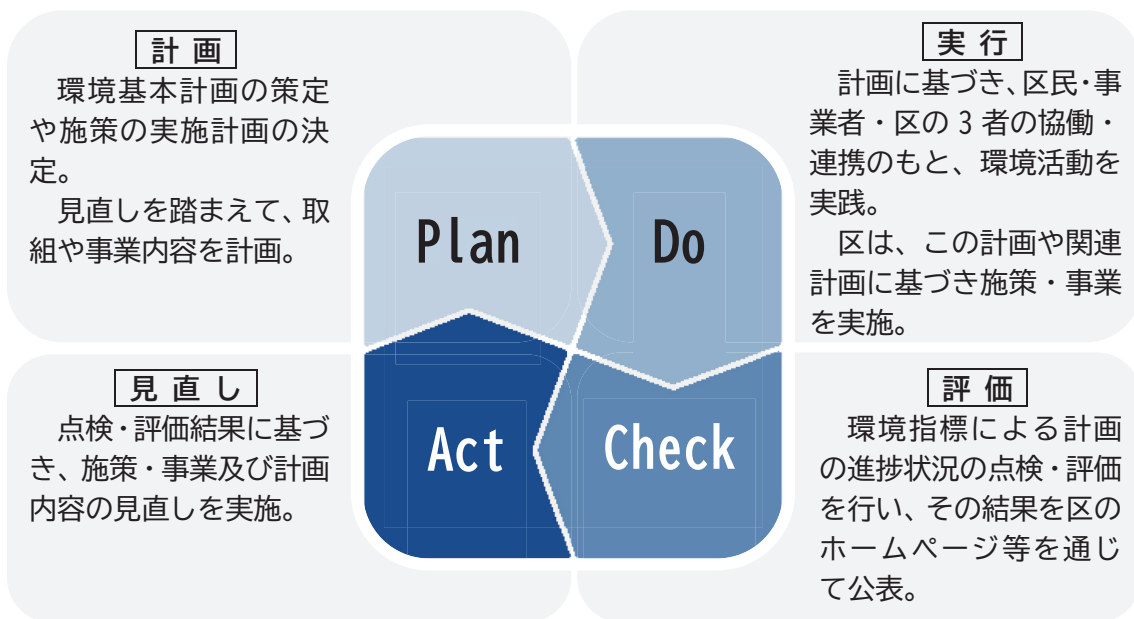 計画
環境基本計画の策定
や施策の実施計画の決
定。
見直しを踏まえて、取
組や事業内容を計画。
実行
計画に基づき、区民・事
業者・区の3者の協働・
連携のもと、環境活動を
実践。
区は、この計画や関連
計画に基づき施策・事業
を実施。
Plan
Do
Act
Check
見直し
点検・評価結果に基づ
き、施策・事業及び計画
内容の見直しを実施。
評価
環境指標による計画
の進捗状況の点検・評価
を行い、その結果を区の
ホームページ等を通じ
て公表。